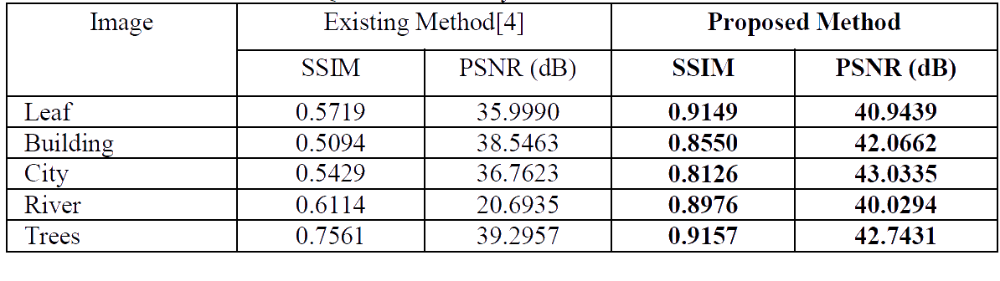 Image Existing Method[4] Proposed Method
SSIM PSNR (dB) SSIM PSNR (dB)
Leaf 0.5719 35.9990 0.9149 40.9439
Building 0.5094 38.5463 0.8550 42.0662
City 0.5429 36.7623 0.8126 43.0335
River 0.6114 20.6935 0.8976 40.0294
Trees 0.7561 39.2957 0.9157 42.7431